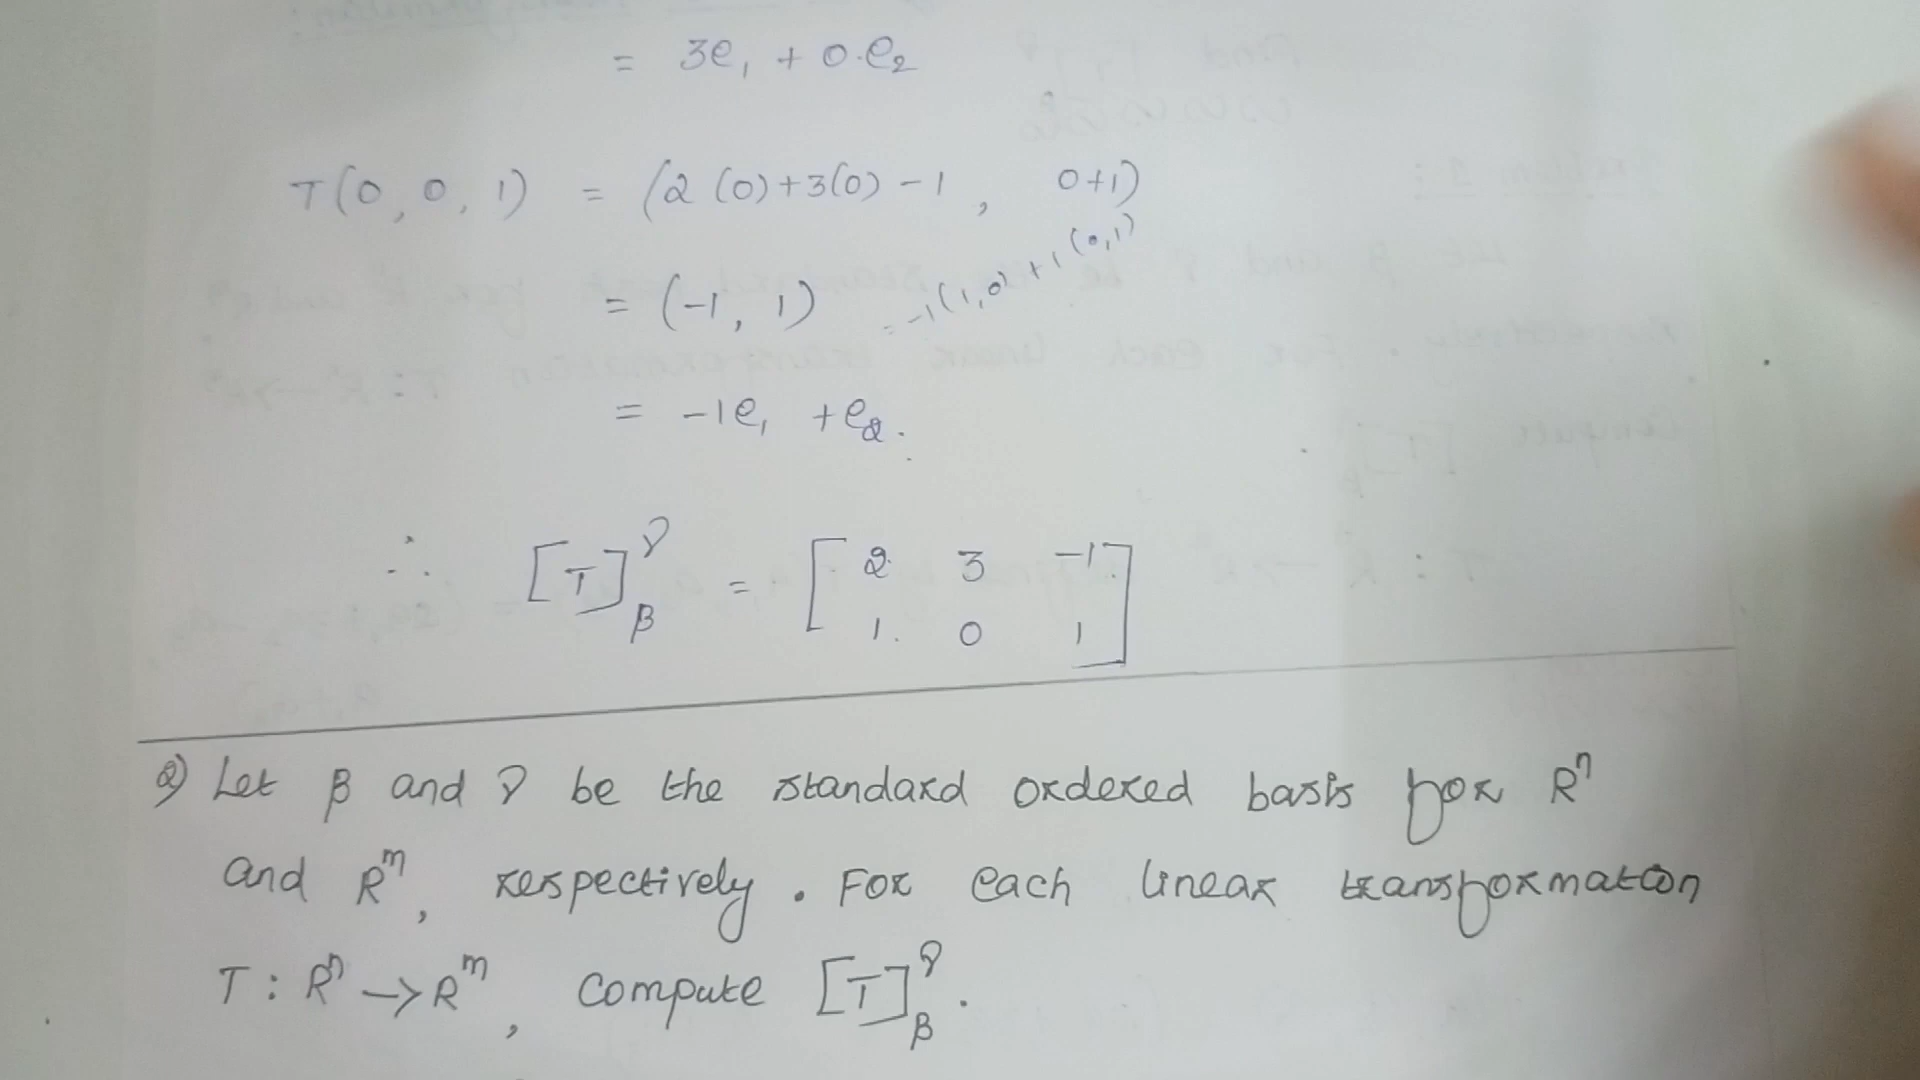 = 3e₁ + 0.e₂
T(0, 0, 1) = (2(0)+3(0)-1, 0+1)
= (-1, 1) = -1(1,0) + 1(0,1)
= -1e₁ + e₂.
∴ [T]ᵧᵦ = [ 2 3 -1
1. 0 1 ]
2) Let β and γ be the standard ordered basis for Rⁿ
and Rᵐ, respectively. For each linear transformation
T : Rⁿ → Rᵐ, compute [T]ᵧᵦ.